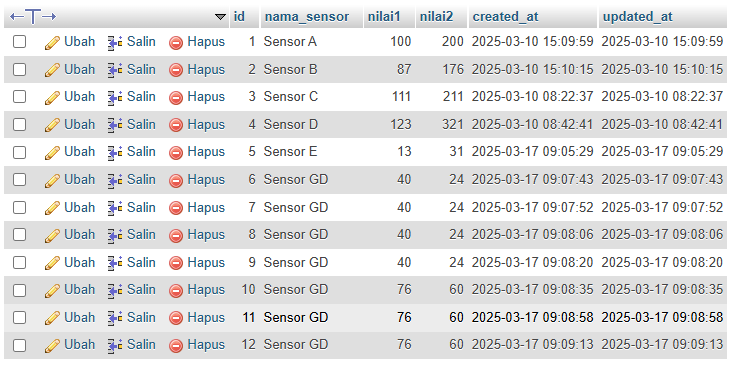 id nama_sensor nilai1 nilai2 created_at updated_at
Ubah Salin Hapus 1 Sensor A 100 200 2025-03-10 15:09:59 2025-03-10 15:09:59
Ubah Salin Hapus 2 Sensor B 87 176 2025-03-10 15:10:15 2025-03-10 15:10:15
Ubah Salin Hapus 3 Sensor C 111 211 2025-03-10 08:22:37 2025-03-10 08:22:37
Ubah Salin Hapus 4 Sensor D 123 321 2025-03-10 08:42:41 2025-03-10 08:42:41
Ubah Salin Hapus 5 Sensor E 13 31 2025-03-17 09:05:29 2025-03-17 09:05:29
Ubah Salin Hapus 6 Sensor GD 40 24 2025-03-17 09:07:43 2025-03-17 09:07:43
Ubah Salin Hapus 7 Sensor GD 40 24 2025-03-17 09:07:52 2025-03-17 09:07:52
Ubah Salin Hapus 8 Sensor GD 40 24 2025-03-17 09:08:06 2025-03-17 09:08:06
Ubah Salin Hapus 9 Sensor GD 40 24 2025-03-17 09:08:20 2025-03-17 09:08:20
Ubah Salin Hapus 10 Sensor GD 76 60 2025-03-17 09:08:35 2025-03-17 09:08:35
Ubah Salin Hapus 11 Sensor GD 76 60 2025-03-17 09:08:58 2025-03-17 09:08:58
Ubah Salin Hapus 12 Sensor GD 76 60 2025-03-17 09:09:13 2025-03-17 09:09:13